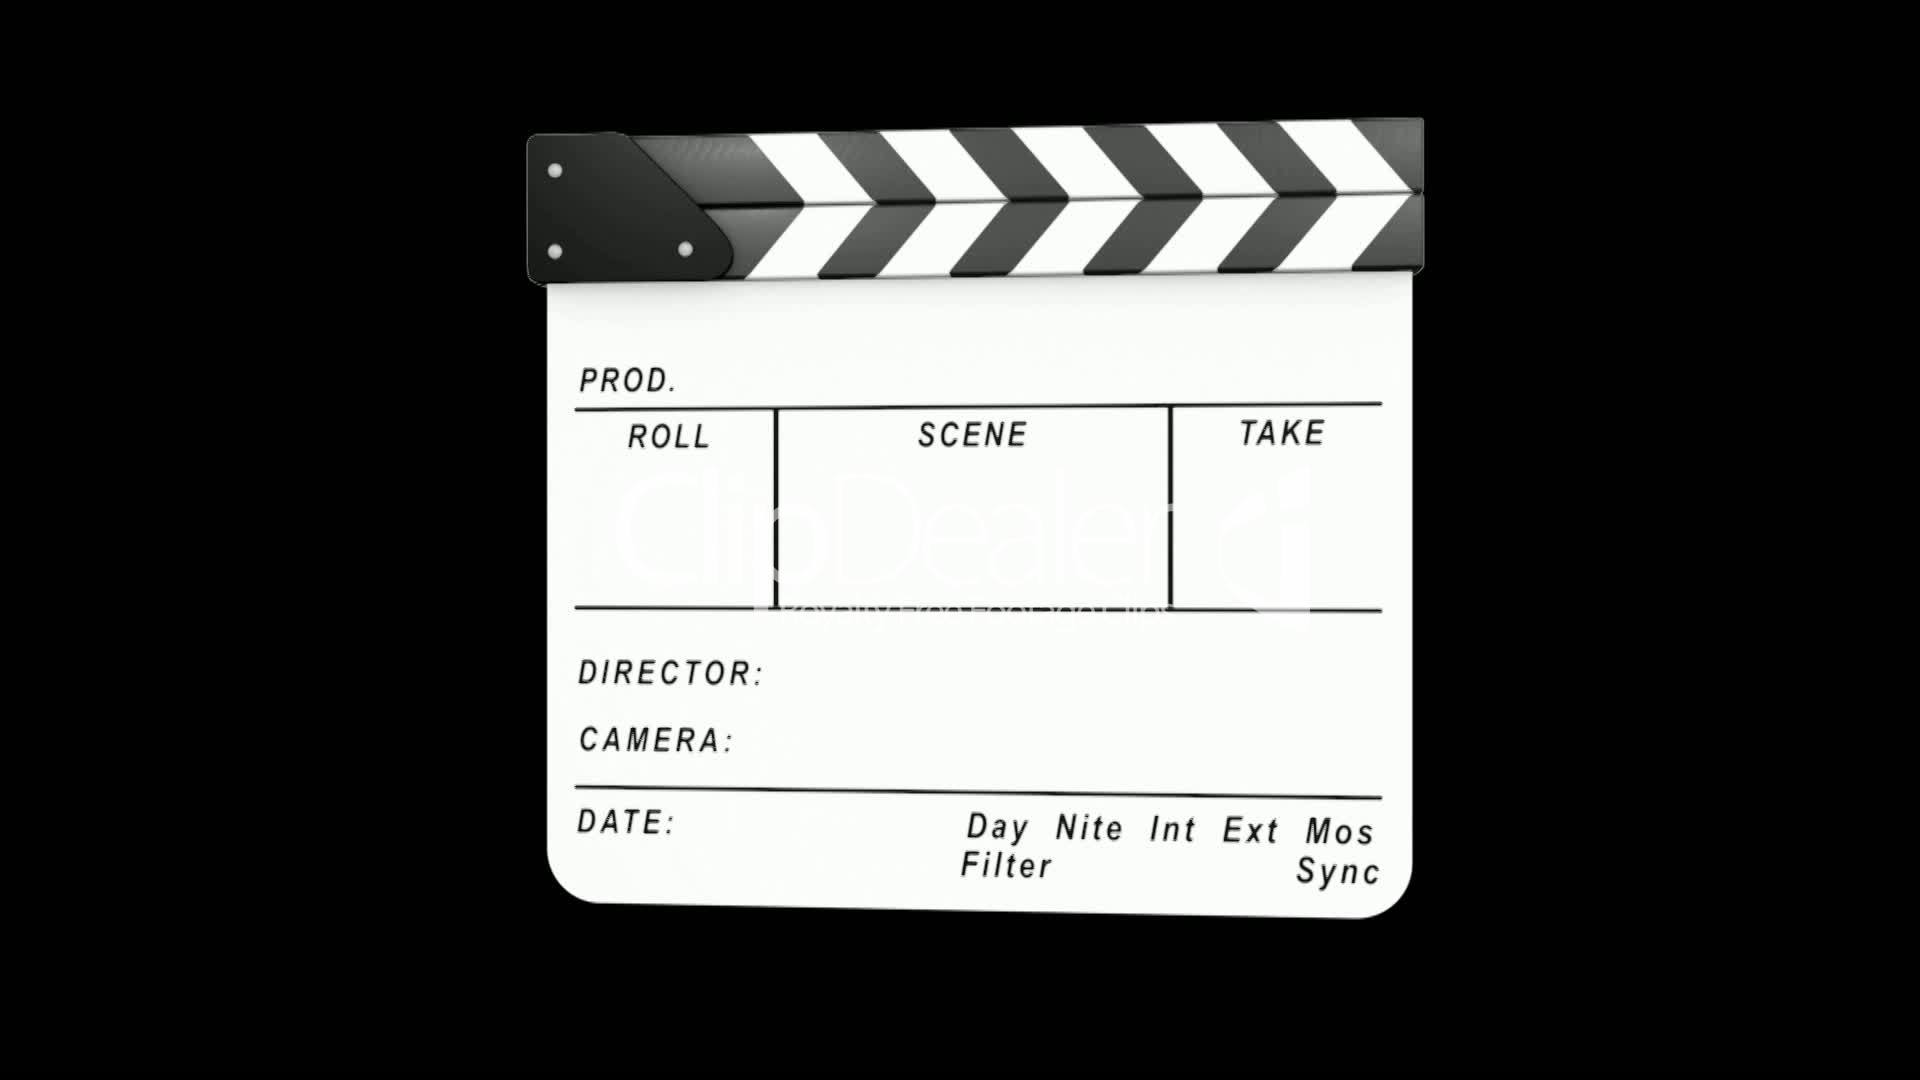 PROD.
ROLL SCENE TAKE
ClipDealer
Royalty Free Footage Clips
DIRECTOR:
CAMERA:
DATE: Day Nite Int Ext Mos
Filter Sync